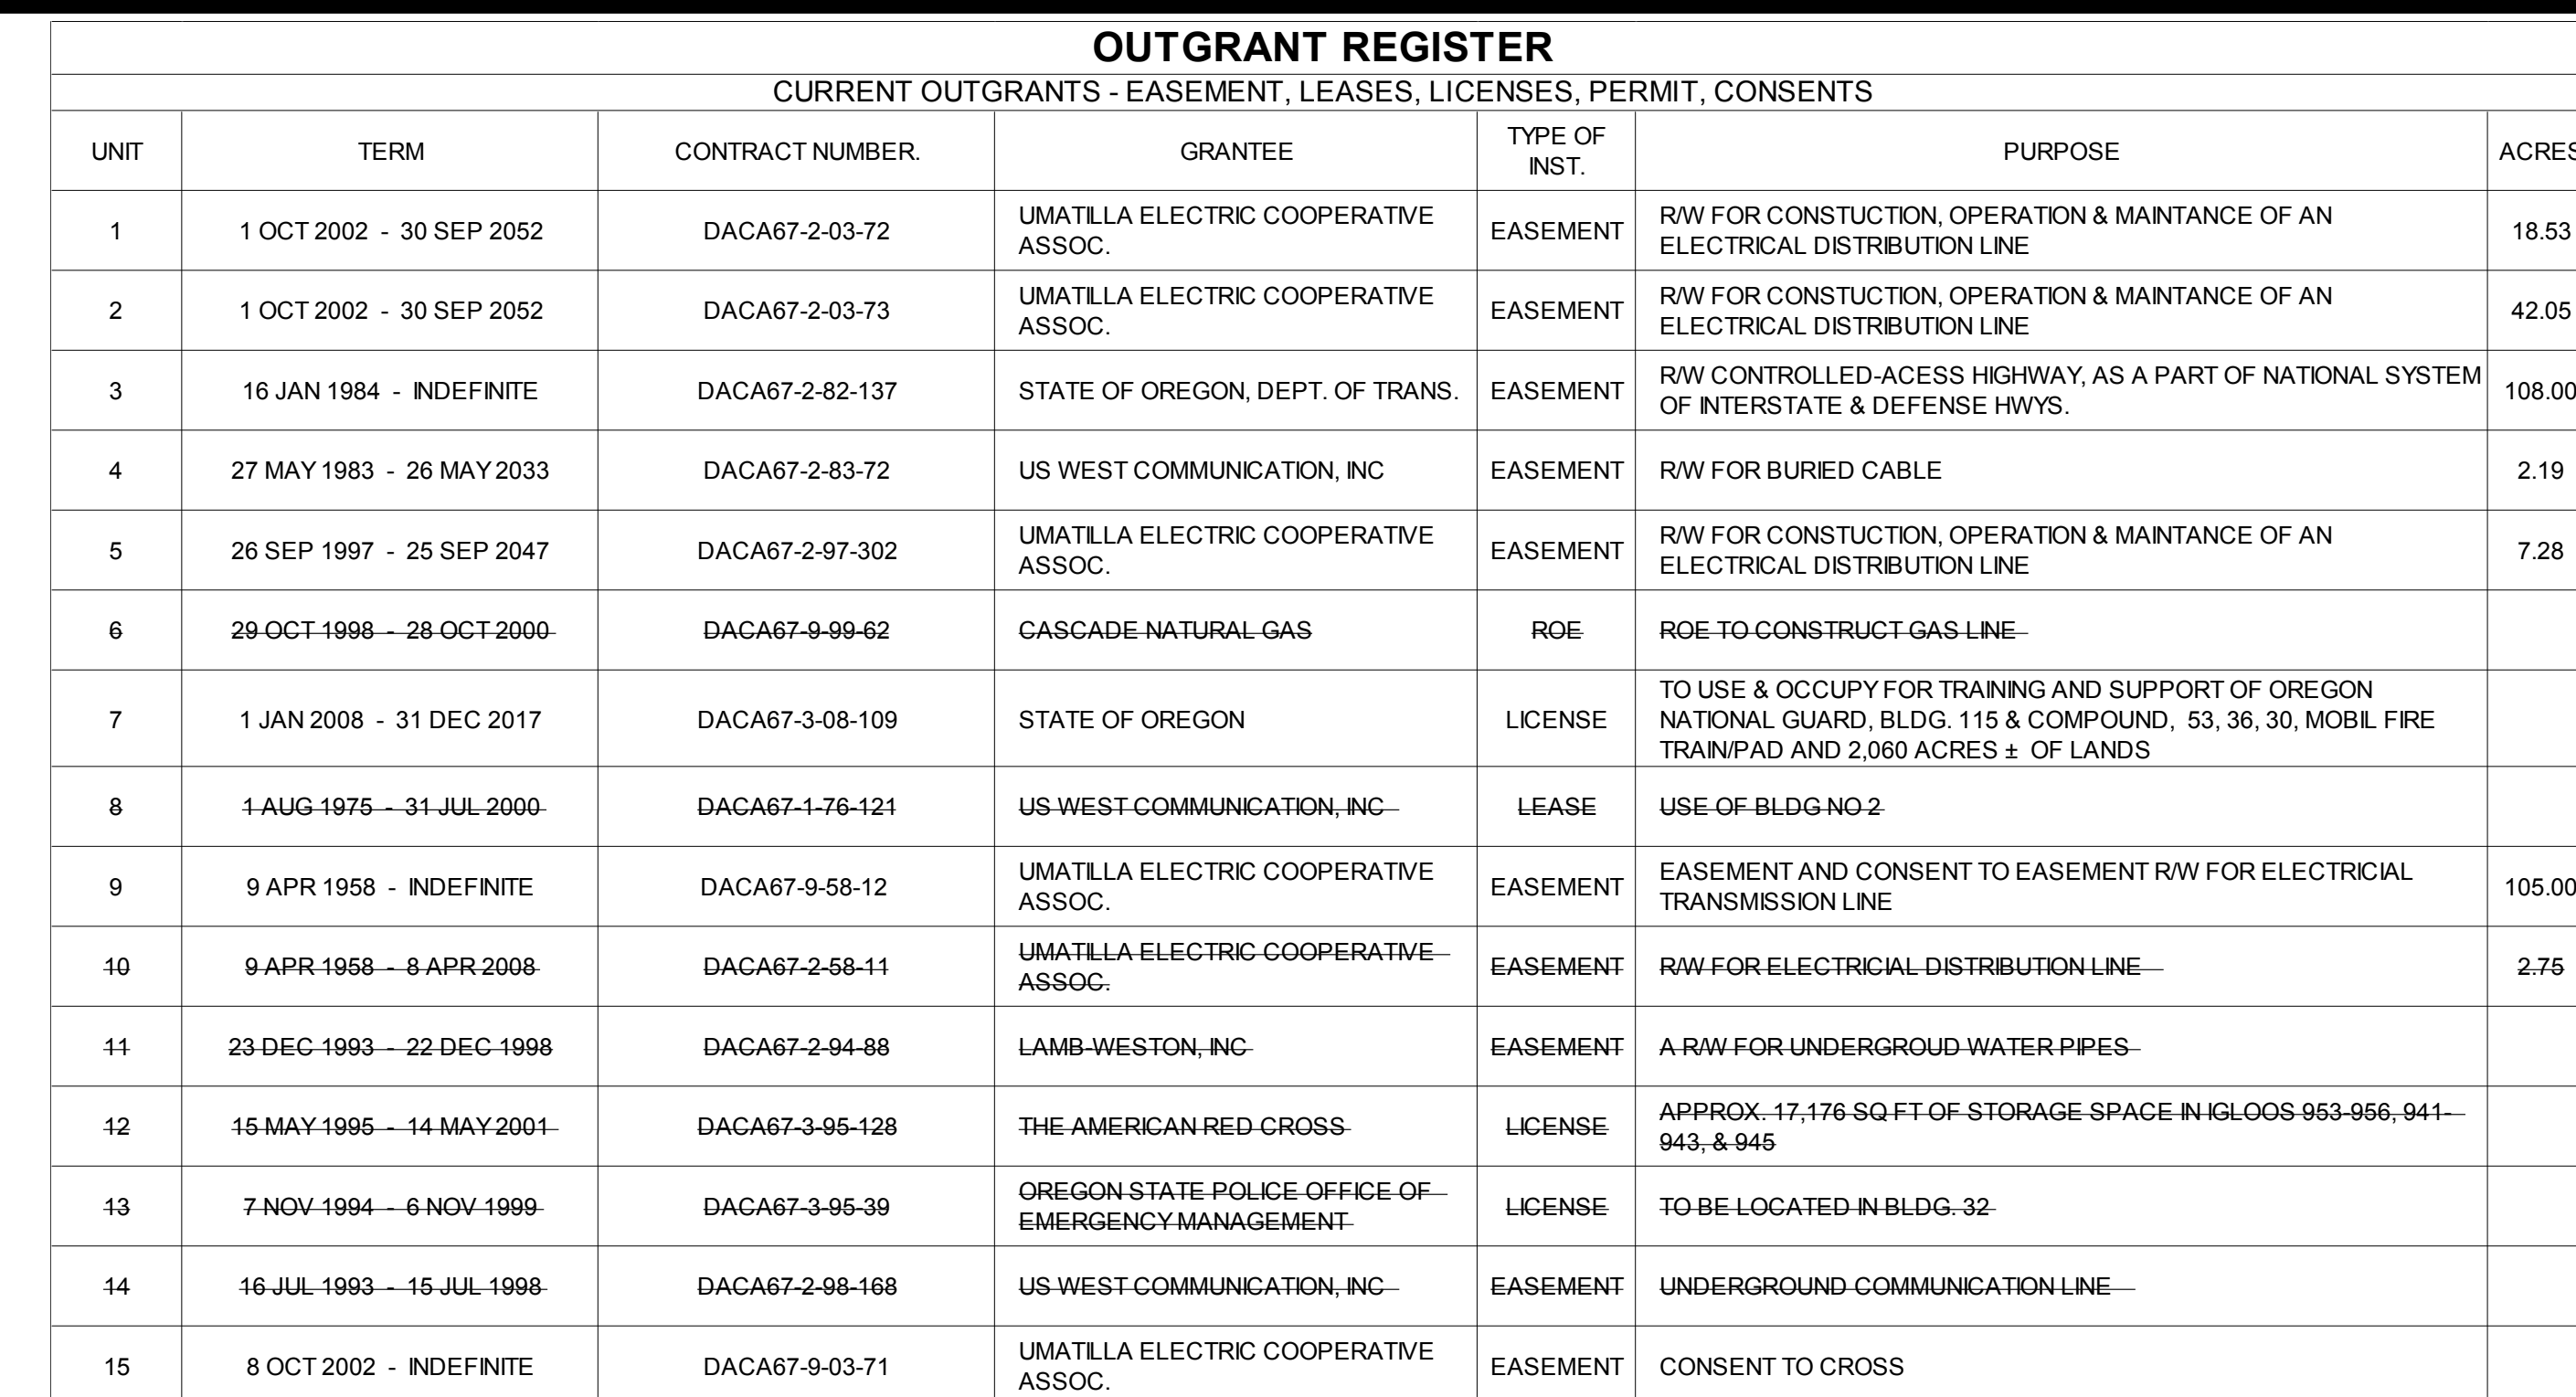 OUTGRANT REGISTER
CURRENT OUTGRANTS - EASEMENT, LEASES, LICENSES, PERMIT, CONSENTS
UNIT TERM CONTRACT NUMBER. GRANTEE TYPE OF INST. PURPOSE ACRES
1 1 OCT 2002 - 30 SEP 2052 DACA67-2-03-72 UMATILLA ELECTRIC COOPERATIVE ASSOC. EASEMENT R/W FOR CONSTUCTION, OPERATION & MAINTANCE OF AN ELECTRICAL DISTRIBUTION LINE 18.53
2 1 OCT 2002 - 30 SEP 2052 DACA67-2-03-73 UMATILLA ELECTRIC COOPERATIVE ASSOC. EASEMENT R/W FOR CONSTUCTION, OPERATION & MAINTANCE OF AN ELECTRICAL DISTRIBUTION LINE 42.05
3 16 JAN 1984 - INDEFINITE DACA67-2-82-137 STATE OF OREGON, DEPT. OF TRANS. EASEMENT R/W CONTROLLED-ACESS HIGHWAY, AS A PART OF NATIONAL SYSTEM OF INTERSTATE & DEFENSE HWYS. 108.00
4 27 MAY 1983 - 26 MAY 2033 DACA67-2-83-72 US WEST COMMUNICATION, INC EASEMENT R/W FOR BURIED CABLE 2.19
5 26 SEP 1997 - 25 SEP 2047 DACA67-2-97-302 UMATILLA ELECTRIC COOPERATIVE ASSOC. EASEMENT R/W FOR CONSTUCTION, OPERATION & MAINTANCE OF AN ELECTRICAL DISTRIBUTION LINE 7.28
6 29 OCT 1998 - 28 OCT 2000 DACA67-9-99-62 CASCADE NATURAL GAS ROE ROE TO CONSTRUCT GAS LINE
7 1 JAN 2008 - 31 DEC 2017 DACA67-3-08-109 STATE OF OREGON LICENSE TO USE & OCCUPY FOR TRAINING AND SUPPORT OF OREGON NATIONAL GUARD, BLDG. 115 & COMPOUND, 53, 36, 30, MOBIL FIRE TRAIN/PAD AND 2,060 ACRES ± OF LANDS
8 1 AUG 1975 - 31 JUL 2000 DACA67-1-76-121 US WEST COMMUNICATION, INC LEASE USE OF BLDG NO 2
9 9 APR 1958 - INDEFINITE DACA67-9-58-12 UMATILLA ELECTRIC COOPERATIVE ASSOC. EASEMENT EASEMENT AND CONSENT TO EASEMENT R/W FOR ELECTRICIAL TRANSMISSION LINE 105.00
10 9 APR 1958 - 8 APR 2008 DACA67-2-58-11 UMATILLA ELECTRIC COOPERATIVE ASSOC. EASEMENT R/W FOR ELECTRICIAL DISTRIBUTION LINE 2.75
11 23 DEC 1993 - 22 DEC 1998 DACA67-2-94-88 LAMB-WESTON, INC EASEMENT A R/W FOR UNDERGROUD WATER PIPES
12 15 MAY 1995 - 14 MAY 2001 DACA67-3-95-128 THE AMERICAN RED CROSS LICENSE APPROX. 17,176 SQ FT OF STORAGE SPACE IN IGLOOS 953-956, 941-943, & 945
13 7 NOV 1994 - 6 NOV 1999 DACA67-3-95-39 OREGON STATE POLICE OFFICE OF EMERGENCY MANAGEMENT LICENSE TO BE LOCATED IN BLDG. 32
14 16 JUL 1993 - 15 JUL 1998 DACA67-2-98-168 US WEST COMMUNICATION, INC EASEMENT UNDERGROUND COMMUNICATION LINE
15 8 OCT 2002 - INDEFINITE DACA67-9-03-71 UMATILLA ELECTRIC COOPERATIVE ASSOC. EASEMENT CONSENT TO CROSS